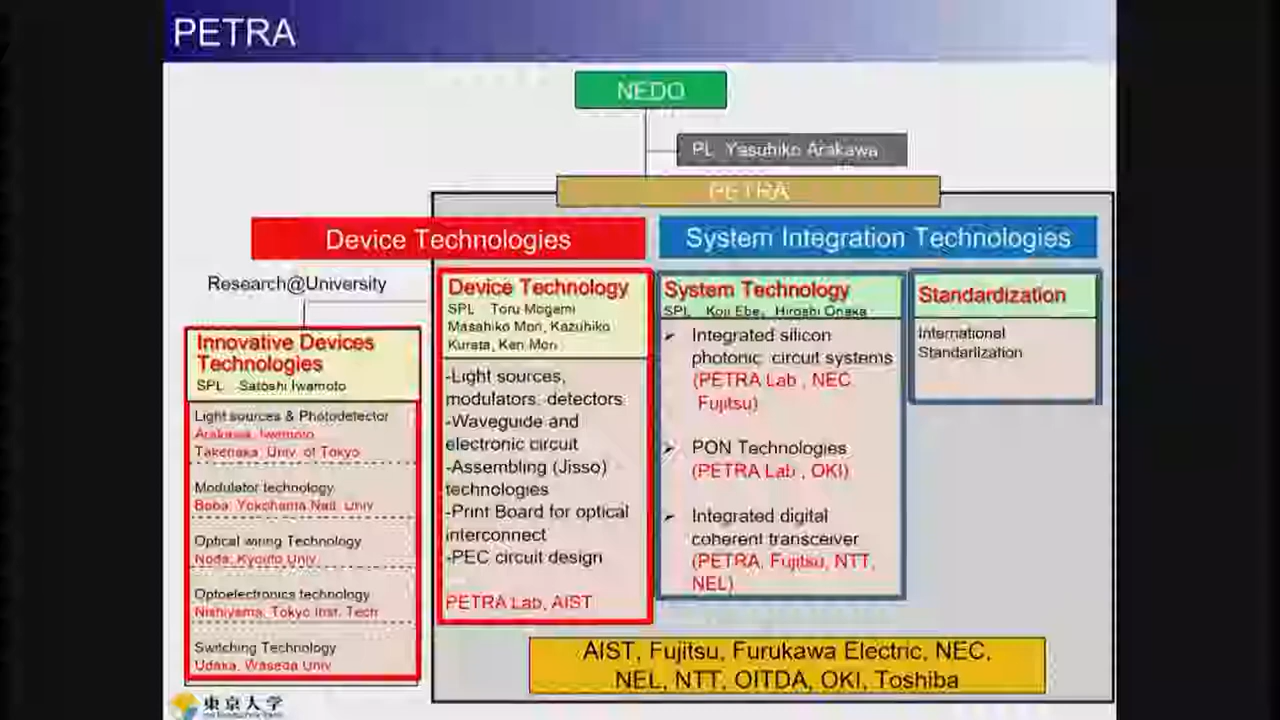 PETRA
NEDO
PL Yasuhiko Arakawa
PETRA
Device Technologies
System Integration Technologies
Research@University
Innovative Devices
Technologies
SPL Satoshi Iwamoto
Light sources & Photodetector
Arakawa, Iwamoto
Takenaka, Univ. of Tokyo
Modulator technology
Baba, Yokohama Natl. Univ
Optical wiring Technology
Noda, Kyouto Univ.
Optoelectronics technology
Nishiyama, Tokyo Inst. Tech
Switching Technology
Udaka, Waseda Univ
Device Technology
SPL Toru Mogami
Masahiko Mori, Kazuhiko
Kurata, Ken Mori
-Light sources,
modulators, detectors
-Waveguide and
electronic circuit
-Assembling (Jisso)
technologies
-Print Board for optical
interconnect
-PEC circuit design
PETRA Lab, AIST
System Technology
SPL Koji Ebe, Hiroshi Onaka
➢ Integrated silicon
photonic circuit systems
(PETRA Lab , NEC
Fujitsu)
➢ PON Technologies
(PETRA Lab , OKI)
➢ Integrated digital
coherent transceiver
(PETRA, Fujitsu, NTT,
NEL)
Standardization
International
Standarlization
AIST, Fujitsu, Furukawa Electric, NEC,
NEL, NTT, OITDA, OKI, Toshiba
東京大学